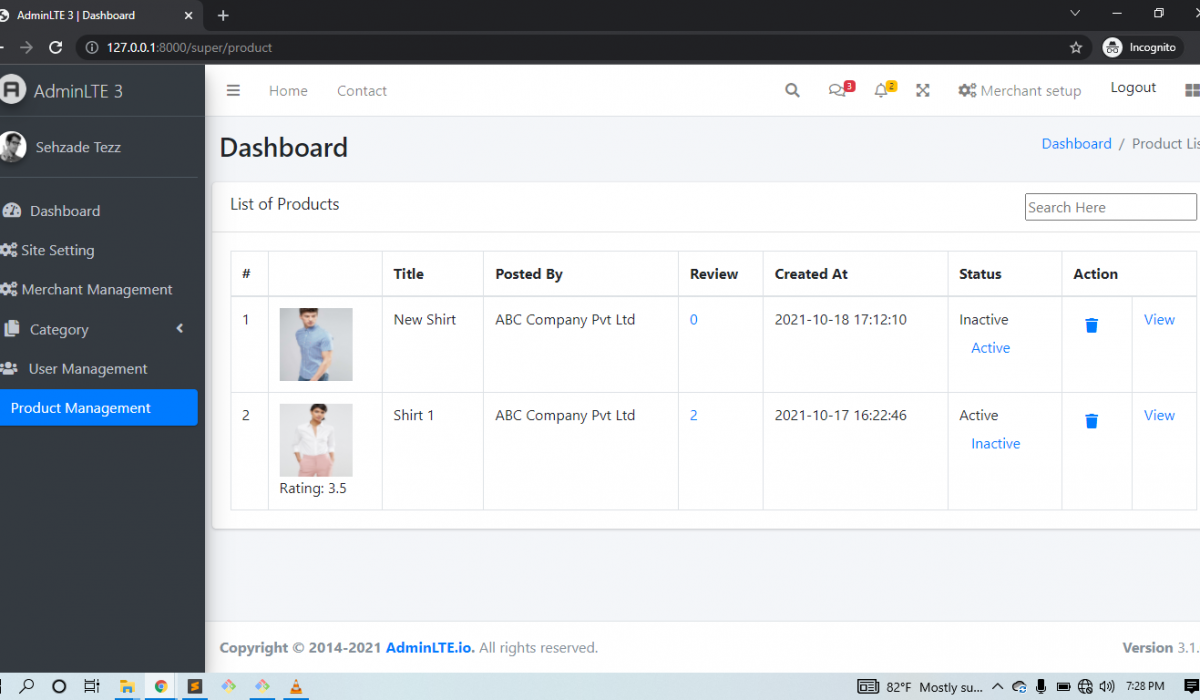 AdminLTE 3 | Dashboard
127.0.0.1:8000/super/product
Incognito
AdminLTE 3
Home Contact 3 2 Merchant setup Logout
Sehzade Tezz
Dashboard
Dashboard / Product Lis
Dashboard
Site Setting
Merchant Management
Category
User Management
Product Management
List of Products
Search Here
# Title Posted By Review Created At Status Action
1 New Shirt ABC Company Pvt Ltd 0 2021-10-18 17:12:10 Inactive View
Active
2 Shirt 1 ABC Company Pvt Ltd 2 2021-10-17 16:22:46 Active View
Inactive
Rating: 3.5
Copyright © 2014-2021 AdminLTE.io. All rights reserved.
Version 3.1.
82°F Mostly su... 7:28 PM